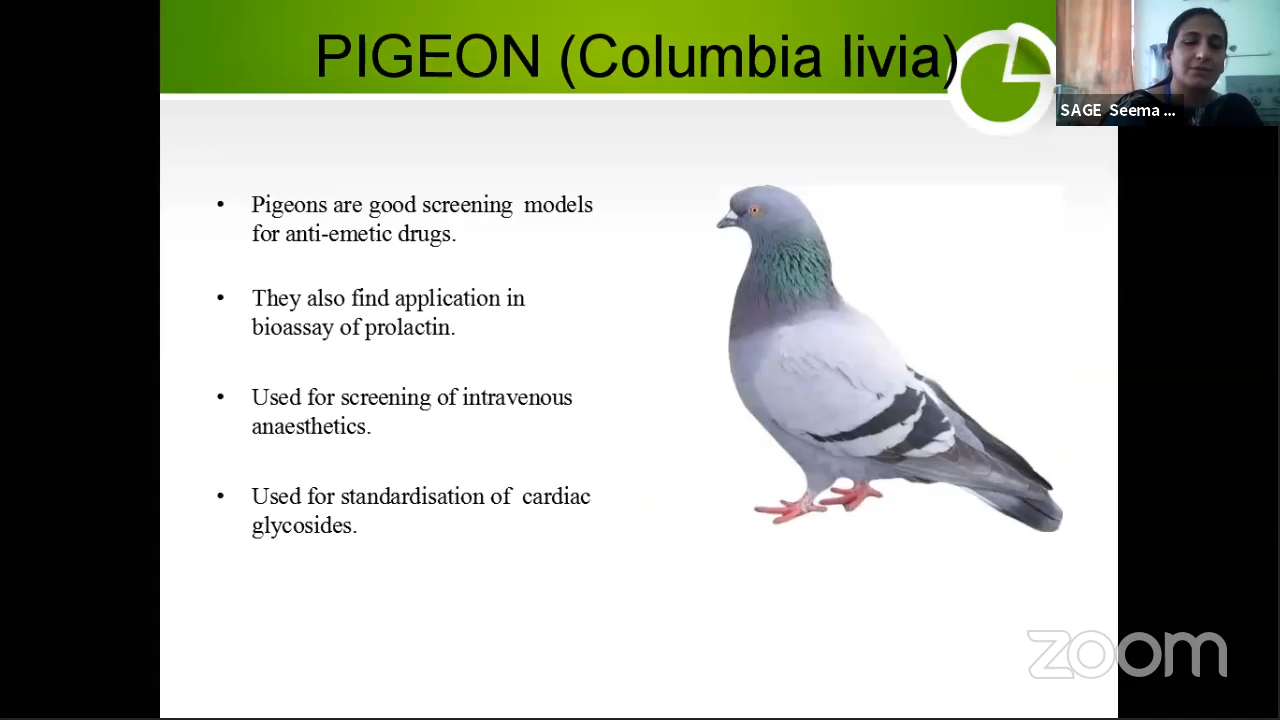 PIGEON (Columbia livia)
SAGE Seema ...
• Pigeons are good screening models
for anti-emetic drugs.
• They also find application in
bioassay of prolactin.
• Used for screening of intravenous
anaesthetics.
• Used for standardisation of cardiac
glycosides.
zoom